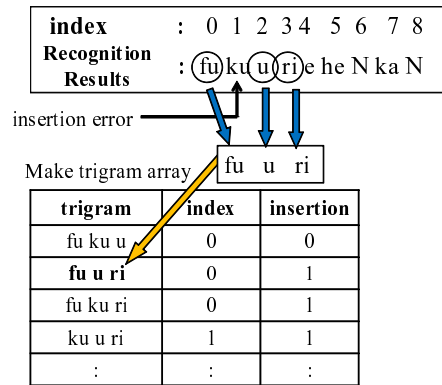 index : 0 1 2 3 4 5 6 7 8
Recognition
Results : fu ku u ri e he N ka N
insertion error
fu u ri
Make trigram array
trigram index insertion
fu ku u 0 0
fu u ri 0 1
fu ku ri 0 1
ku u ri 1 1
: : :